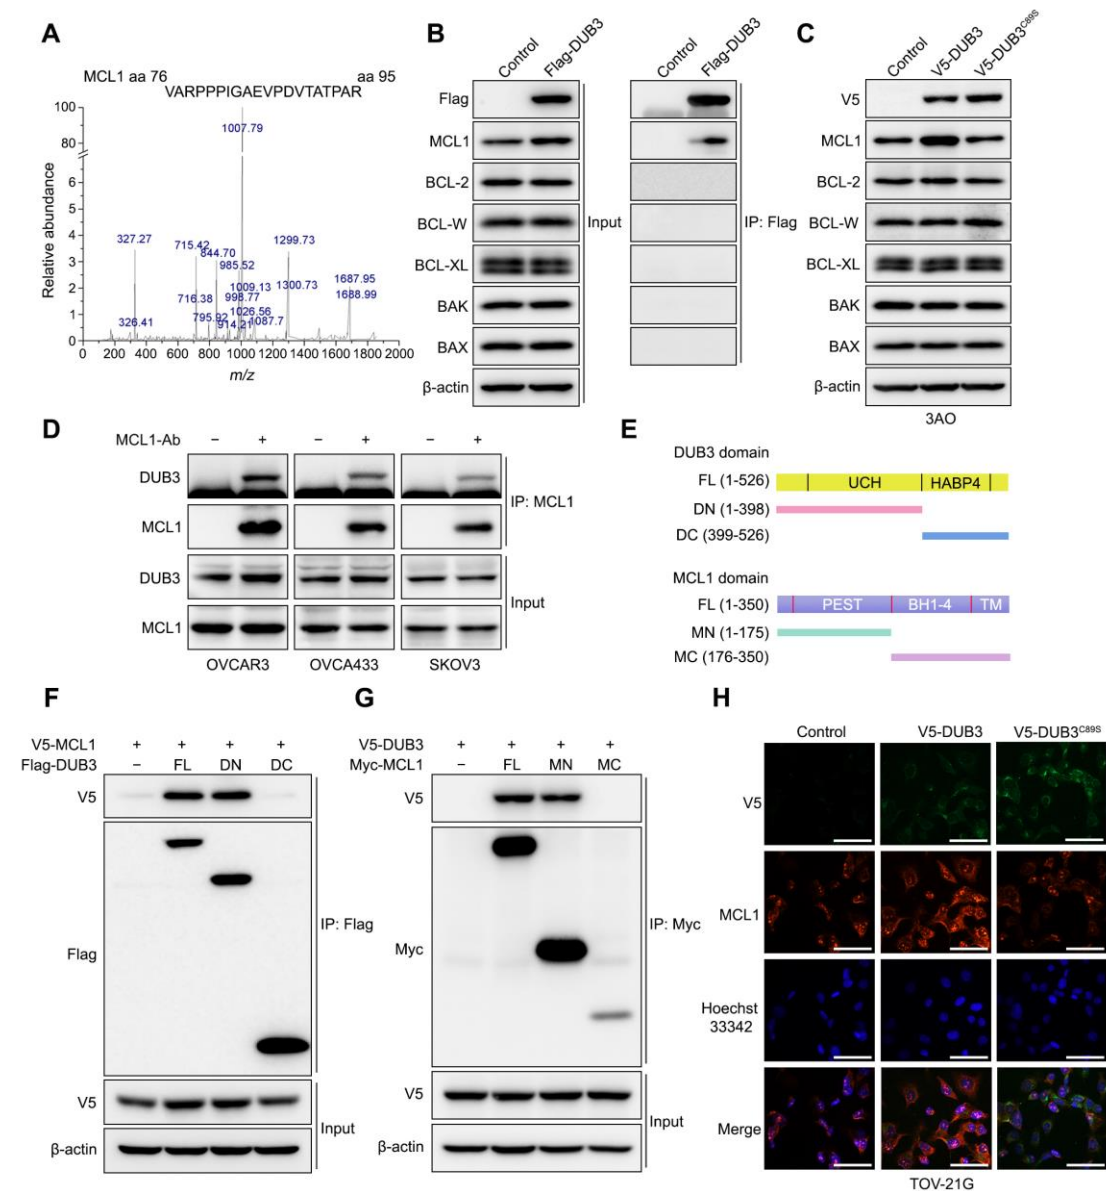 A
MCL1 aa 76
aa 95
VARPPPIGAEVPDVTATPAR
Relative abundance
100
80
6
5
4
3
2
1
0
1007.79
327.27
715.42
844.70
985.52
1299.73
1009.13
1300.73
1687.95
716.38
998.77
1688.99
326.41
795.92
1026.56
914.21
1087.7
0 200 400 600 800 1000 1200 1400 1600 1800 2000
m/z
B
Control
Flag-DUB3
Control
Flag-DUB3
Flag
MCL1
BCL-2
BCL-W
BCL-XL
BAK
BAX
β-actin
Input
IP: Flag
C
Control
V5-DUB3
V5-DUB3C89S
V5
MCL1
BCL-2
BCL-W
BCL-XL
BAK
BAX
β-actin
3AO
D
MCL1-Ab – + – + – +
DUB3
MCL1
IP: MCL1
DUB3
MCL1
Input
OVCAR3 OVCA433 SKOV3
E
DUB3 domain
FL (1-526) UCH HABP4
DN (1-398)
DC (399-526)
MCL1 domain
FL (1-350) PEST BH1-4 TM
MN (1-175)
MC (176-350)
F
V5-MCL1 + + + +
Flag-DUB3 – FL DN DC
V5
Flag
IP: Flag
V5
β-actin
Input
G
V5-DUB3 + + + +
Myc-MCL1 – FL MN MC
V5
Myc
IP: Myc
V5
β-actin
Input
H
Control V5-DUB3 V5-DUB3C89S
V5
MCL1
Hoechst
33342
Merge
TOV-21G